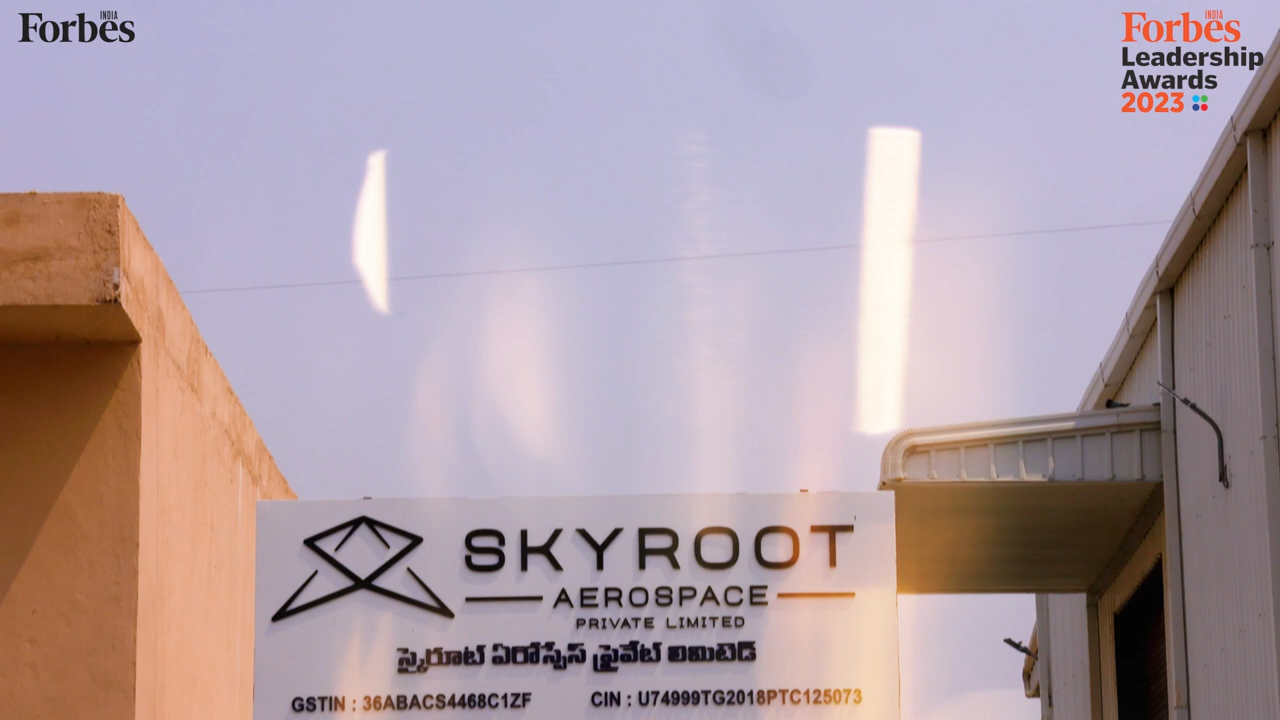 Forbes
INDIA
Forbes
INDIA
Leadership
Awards
2023
SKYROOT
AEROSPACE
PRIVATE LIMITED
స్కైరూట్ ఏరోస్పేస్ ప్రైవేట్ లిమిటెడ్
GSTIN : 36ABACS4468C1ZF CIN : U74999TG2018PTC125073